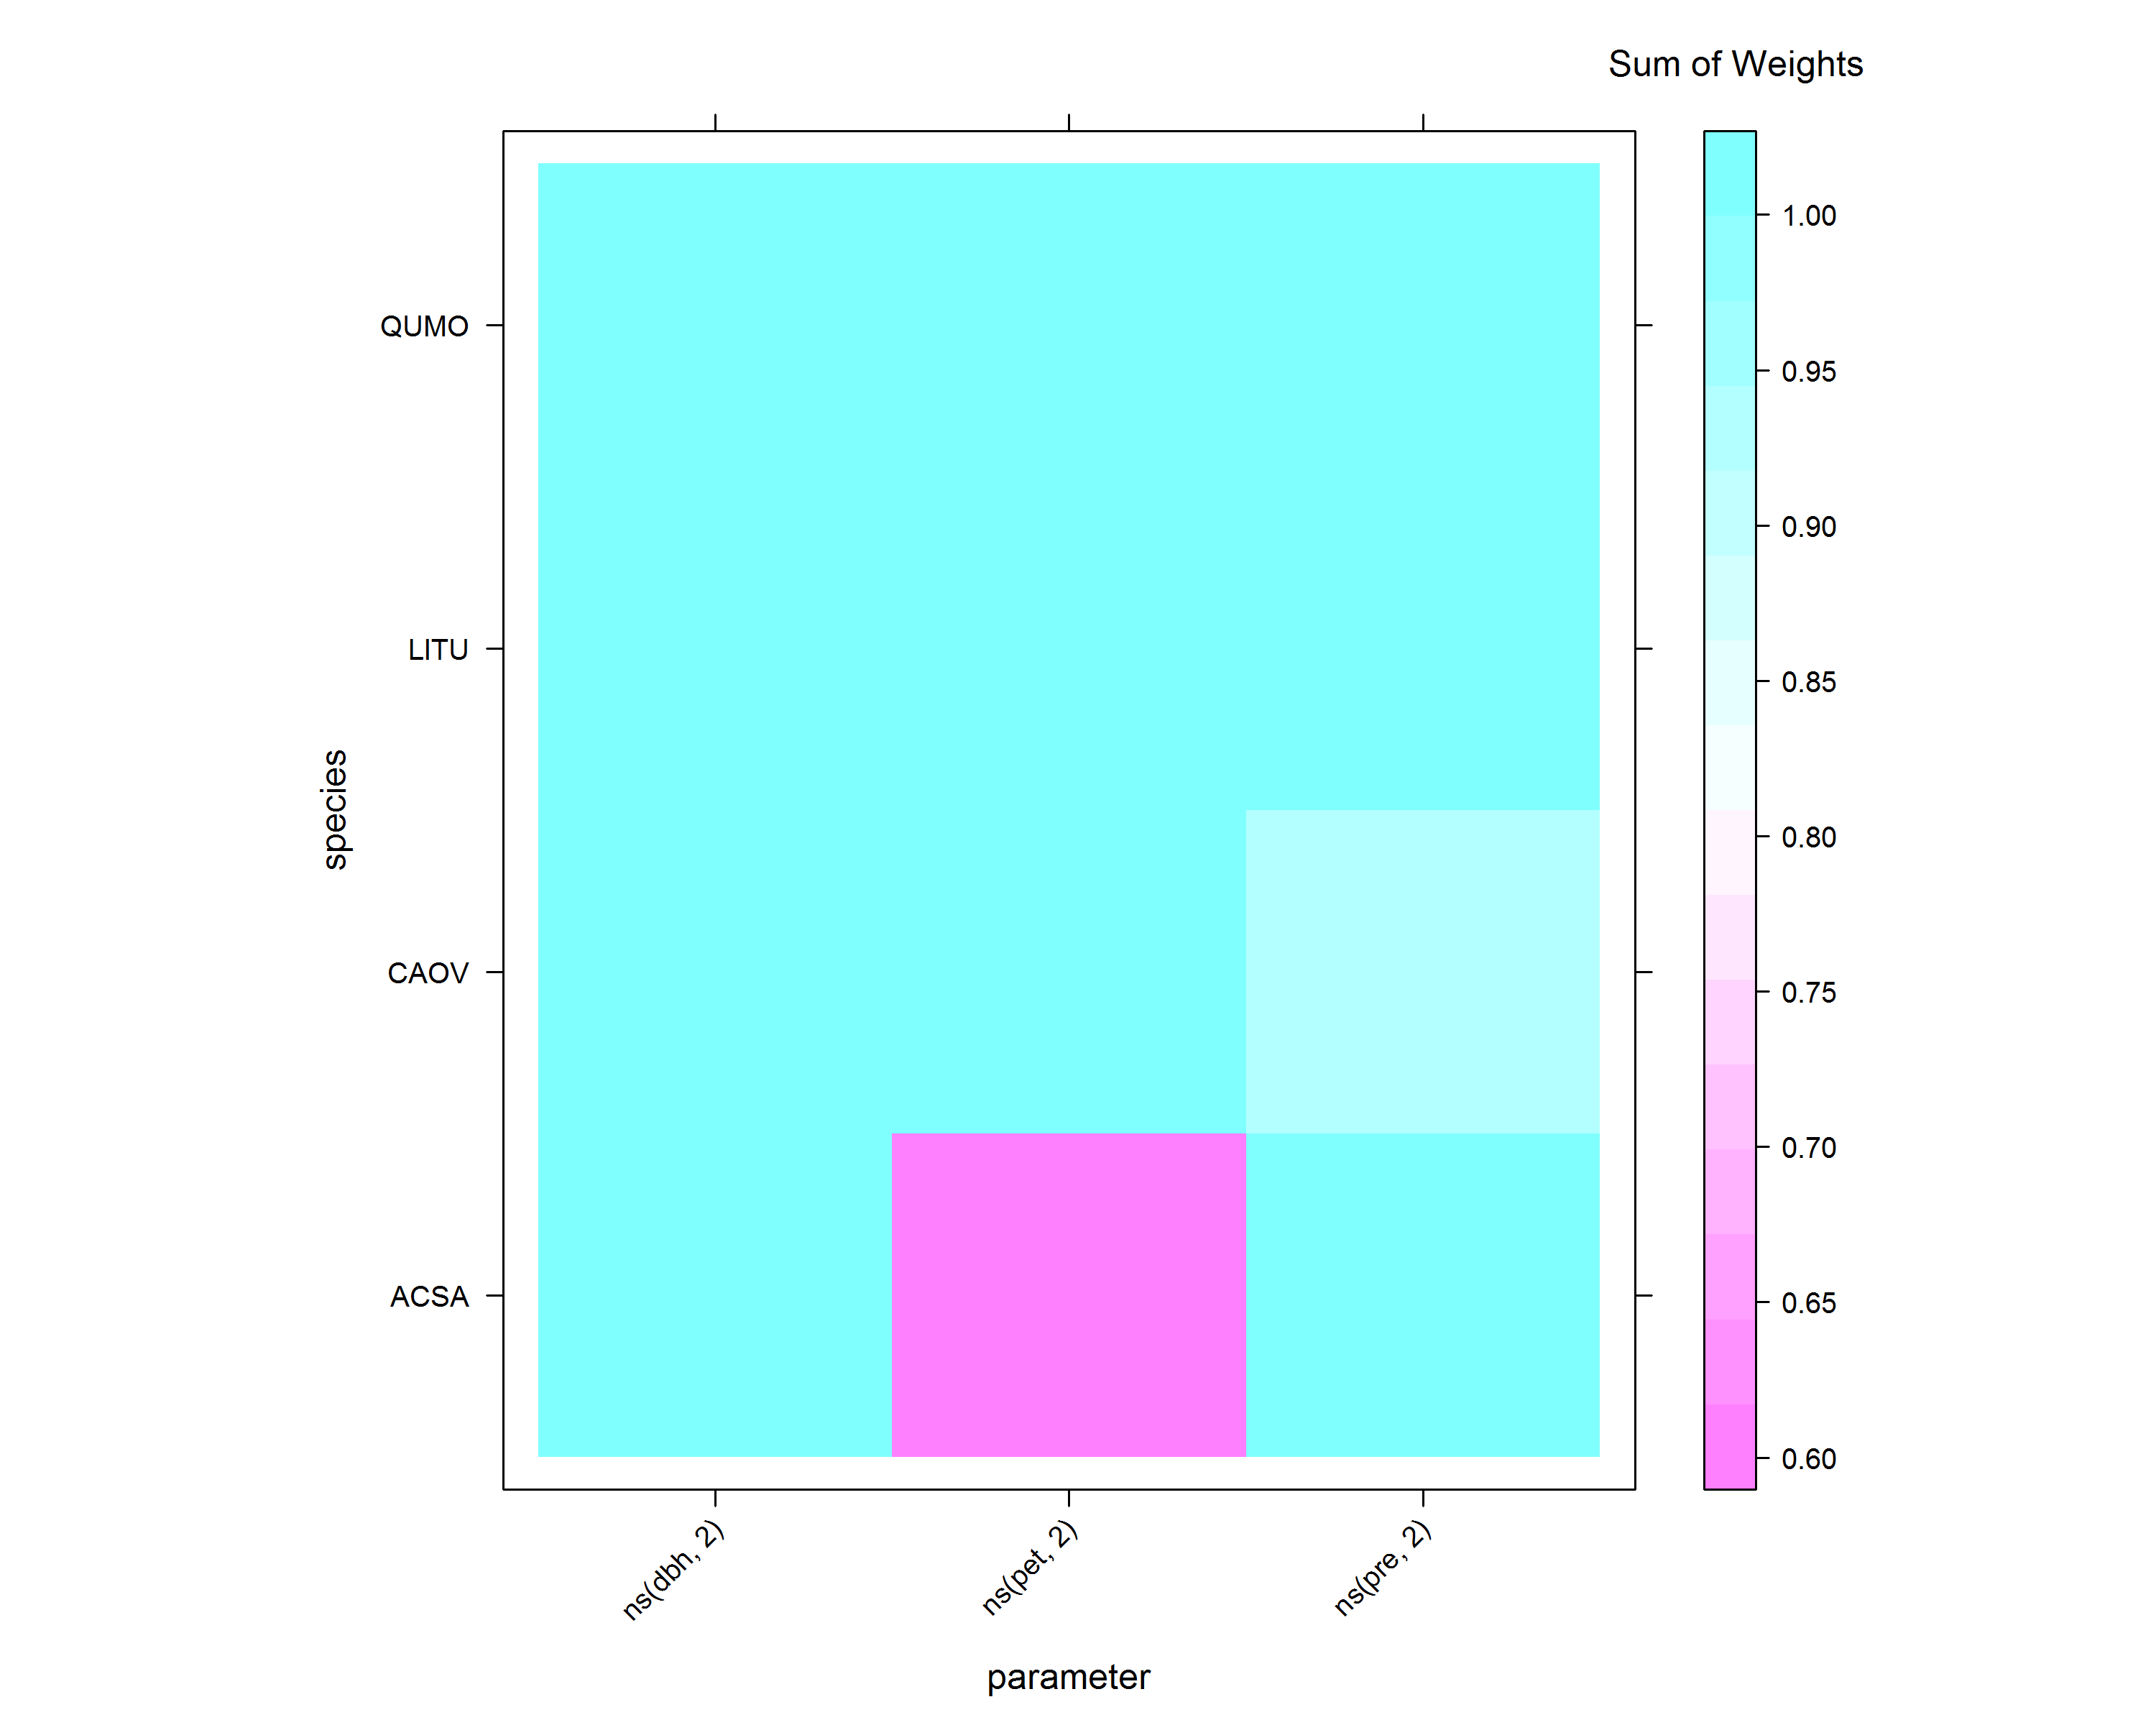 Sum of Weights
1.00
0.95
0.90
0.85
0.80
0.75
0.70
0.65
0.60
species
QUMO
LITU
CAOV
ACSA
ns(dbh, 2)
ns(pet, 2)
ns(pre, 2)
parameter